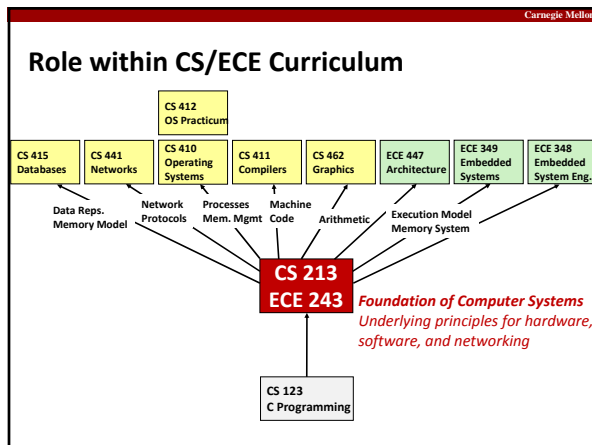 Carnegie Mellon
Role within CS/ECE Curriculum
CS 412
OS Practicum
CS 415
Databases
CS 441
Networks
CS 410
Operating
Systems
CS 411
Compilers
CS 462
Graphics
ECE 447
Architecture
ECE 349
Embedded
Systems
ECE 348
Embedded
System Eng.
Data Reps.
Memory Model
Network
Protocols
Processes
Mem. Mgmt
Machine
Code
Arithmetic
Execution Model
Memory System
CS 213
ECE 243
Foundation of Computer Systems
Underlying principles for hardware,
software, and networking
CS 123
C Programming